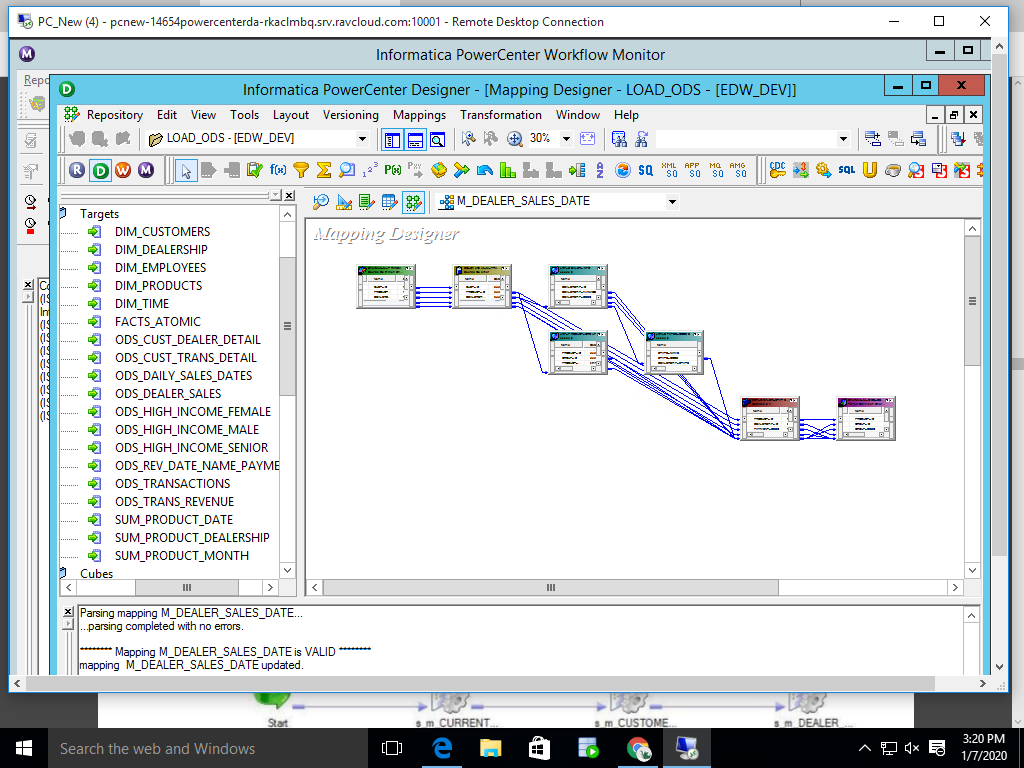 PC_New (4) - pcnew-14654powercenterda-rkaclmbq.srv.ravcloud.com:10001 - Remote Desktop Connection
Informatica PowerCenter Workflow Monitor
Repo
Informatica PowerCenter Designer - [Mapping Designer - LOAD_ODS - [EDW_DEV]]
Repository Edit View Tools Layout Versioning Mappings Transformation Window Help
LOAD_ODS - [EDW_DEV]
30%
M_DEALER_SALES_DATE
Mapping Designer
Targets
DIM_CUSTOMERS
DIM_DEALERSHIP
DIM_EMPLOYEES
DIM_PRODUCTS
DIM_TIME
FACTS_ATOMIC
ODS_CUST_DEALER_DETAIL
ODS_CUST_TRANS_DETAIL
ODS_DAILY_SALES_DATES
ODS_DEALER_SALES
ODS_HIGH_INCOME_FEMALE
ODS_HIGH_INCOME_MALE
ODS_HIGH_INCOME_SENIOR
ODS_REV_DATE_NAME_PAYME
ODS_TRANSACTIONS
ODS_TRANS_REVENUE
SUM_PRODUCT_DATE
SUM_PRODUCT_DEALERSHIP
SUM_PRODUCT_MONTH
Cubes
Parsing mapping M_DEALER_SALES_DATE...
...parsing completed with no errors.
******** Mapping M_DEALER_SALES_DATE is VALID ********
mapping M_DEALER_SALES_DATE updated.
Start s_m_CURRENT... s_m_CUSTOME... s_m_DEALER_...
Search the web and Windows
3:20 PM
1/7/2020